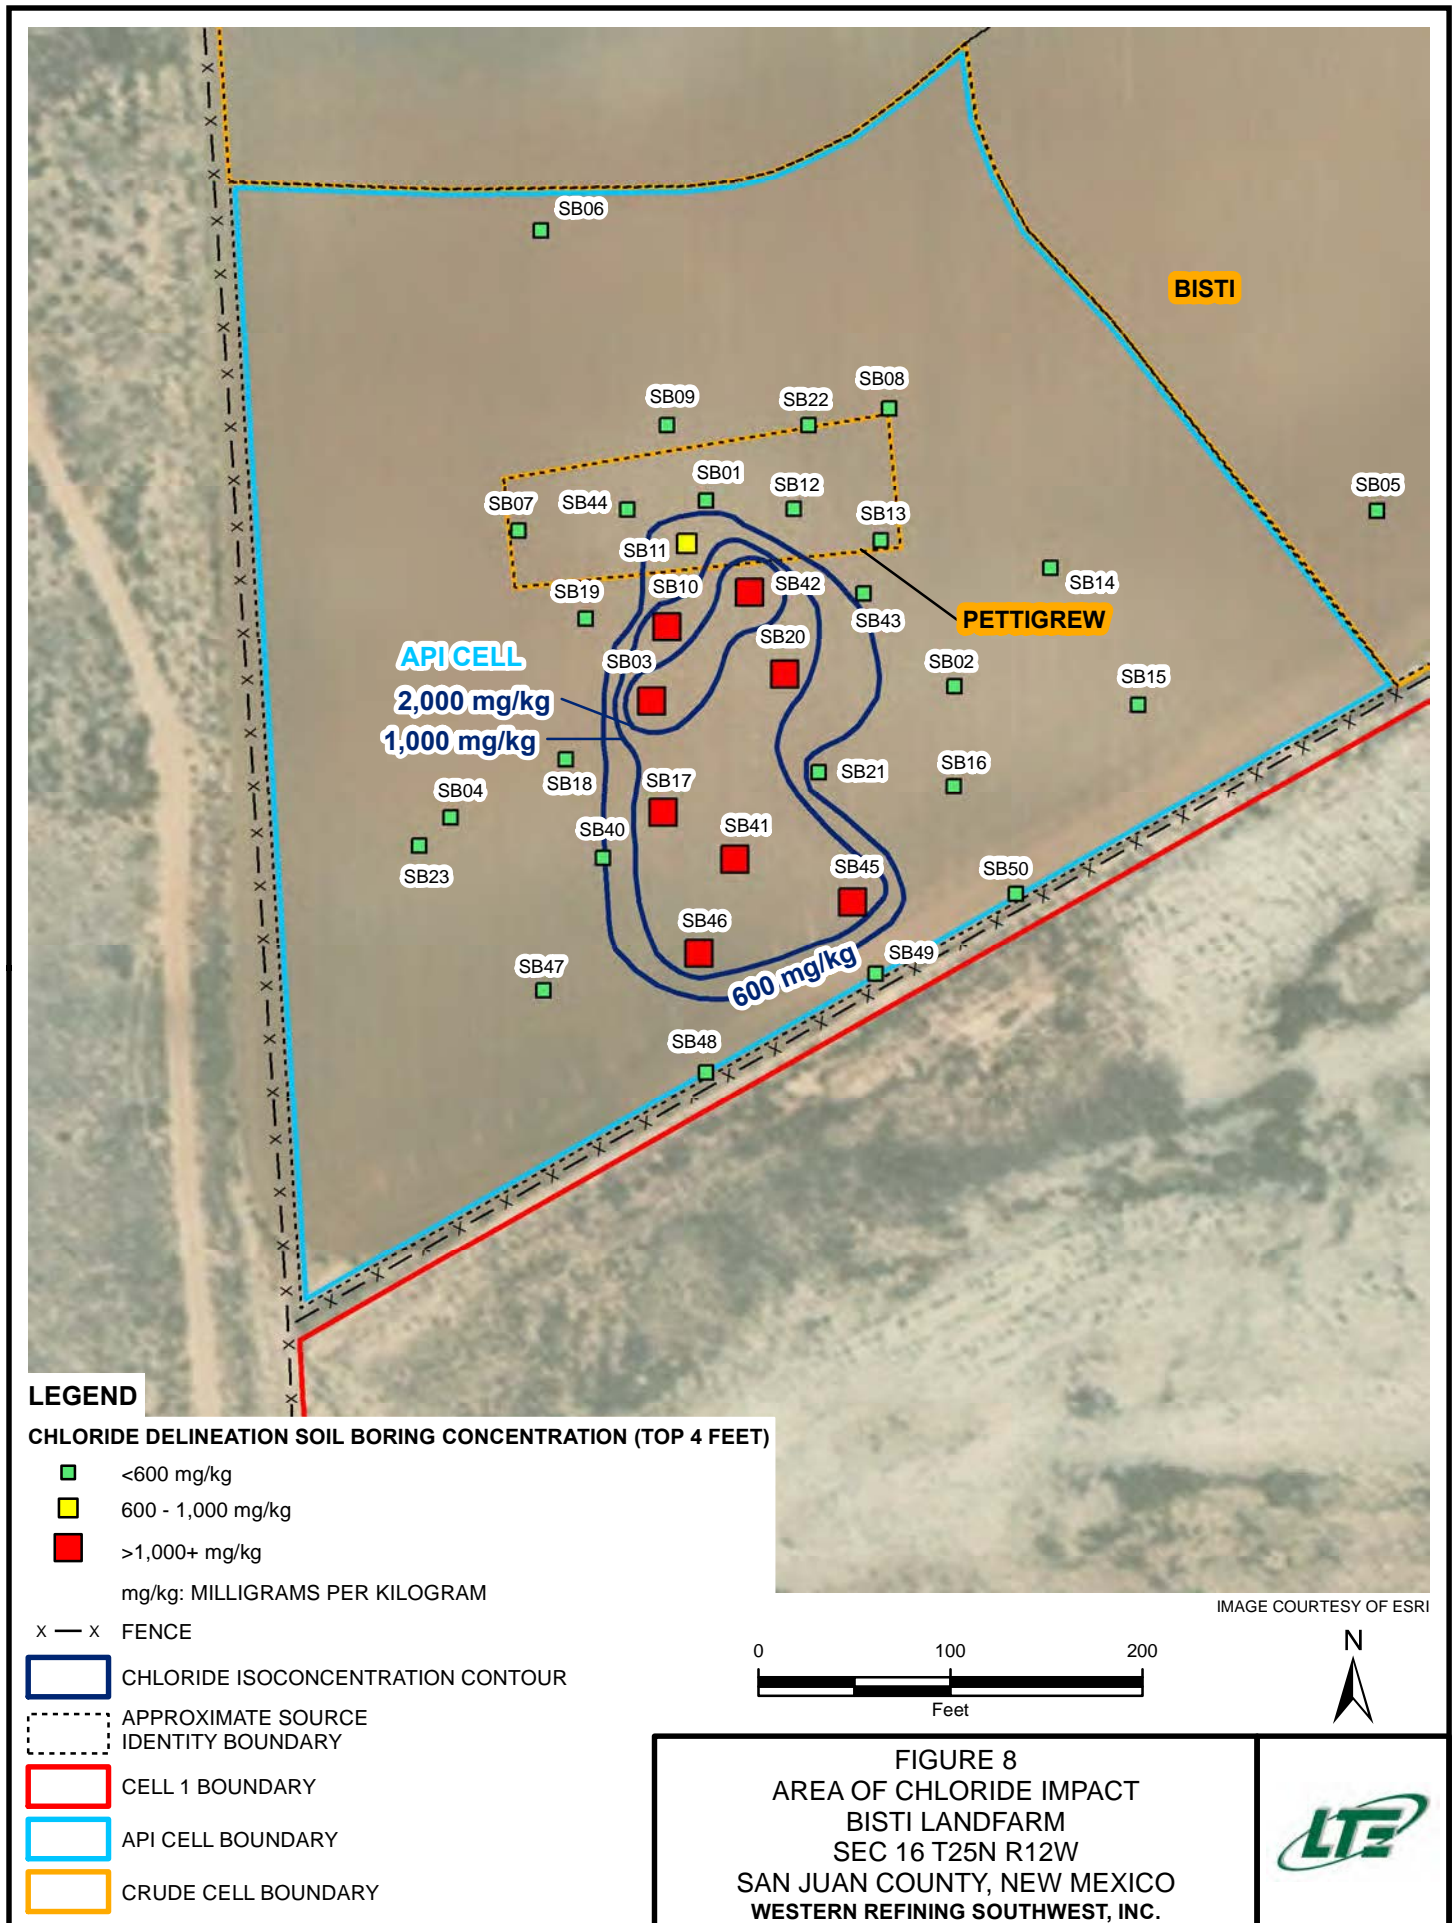 SB06
BISTI
SB08
SB09
SB22
SB01
SB12
SB05
SB07
SB44
SB13
SB11
SB14
SB10
SB42
SB19
SB43
PETTIGREW
SB20
API CELL
SB03
SB02
SB15
2,000 mg/kg
1,000 mg/kg
SB18
SB17
SB21
SB16
SB04
SB41
SB40
SB45
SB50
SB23
SB46
SB49
600 mg/kg
SB47
SB48
LEGEND
CHLORIDE DELINEATION SOIL BORING CONCENTRATION (TOP 4 FEET)
<600 mg/kg
600 - 1,000 mg/kg
>1,000+ mg/kg
mg/kg: MILLIGRAMS PER KILOGRAM
X — X FENCE
CHLORIDE ISOCONCENTRATION CONTOUR
APPROXIMATE SOURCE
IDENTITY BOUNDARY
CELL 1 BOUNDARY
API CELL BOUNDARY
CRUDE CELL BOUNDARY
IMAGE COURTESY OF ESRI
0 100 200
Feet
N
FIGURE 8
AREA OF CHLORIDE IMPACT
BISTI LANDFARM
SEC 16 T25N R12W
SAN JUAN COUNTY, NEW MEXICO
WESTERN REFINING SOUTHWEST, INC.
LTE